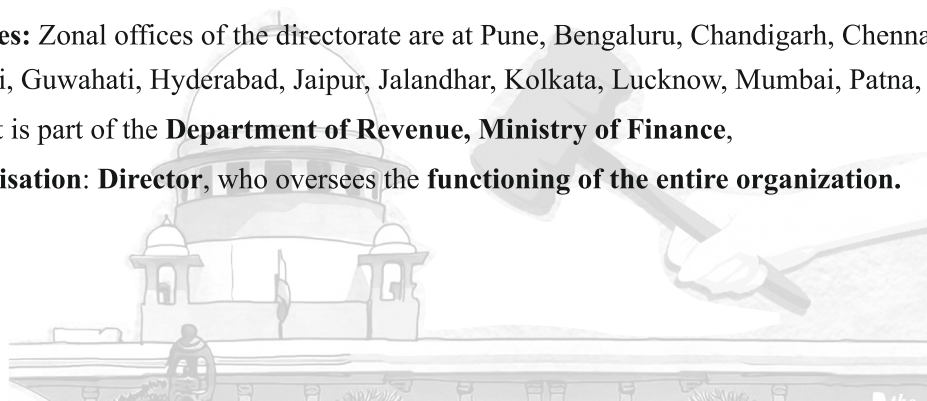 es: Zonal offices of the directorate are at Pune, Bengaluru, Chandigarh, Chenna
i, Guwahati, Hyderabad, Jaipur, Jalandhar, Kolkata, Lucknow, Mumbai, Patna,
t is part of the Department of Revenue, Ministry of Finance,
isation: Director, who oversees the functioning of the entire organization.
the